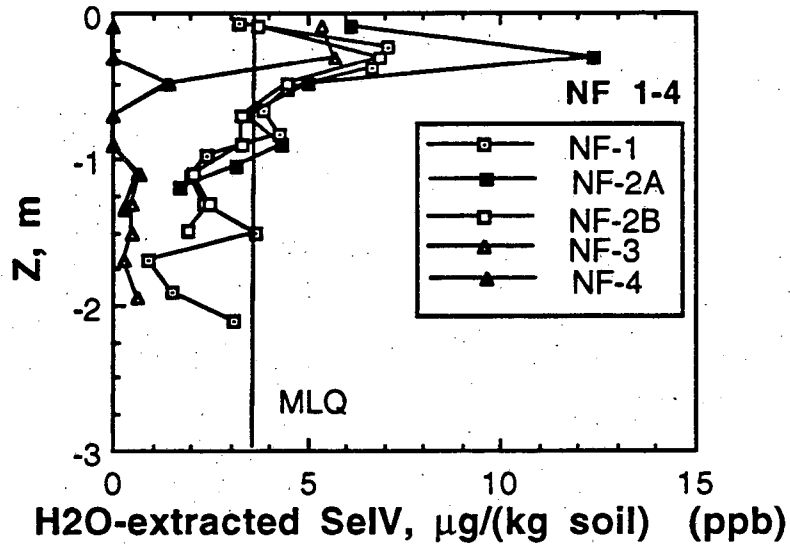 0
-1
-2
-3
Z, m
NF 1-4
NF-1
NF-2A
NF-2B
NF-3
NF-4
MLQ
0 5 10 15
H2O-extracted SeIV, µg/(kg soil) (ppb)